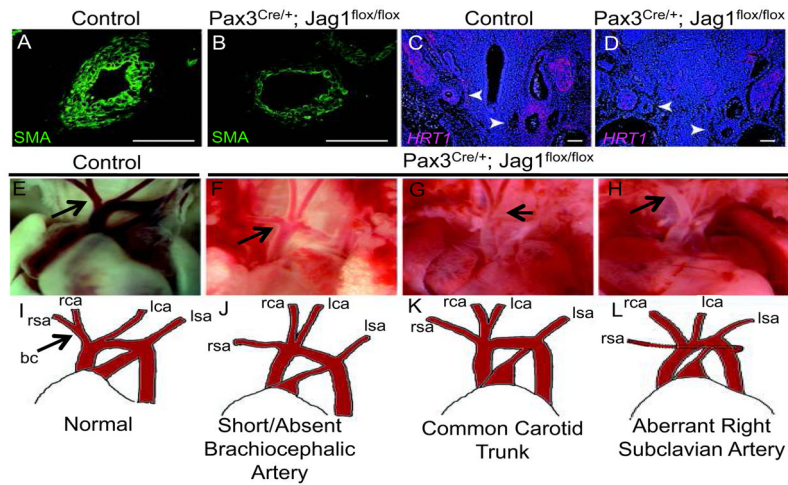 Control Pax3Cre/+; Jag1flox/flox Control Pax3Cre/+; Jag1flox/flox
A B C D
SMA SMA HRT1 HRT1
Control Pax3Cre/+; Jag1flox/flox
E F G H
I rca lca J rca lca K rca lca L rca lca
rsa lsa rsa lsa rsa lsa rsa lsa
bc
Normal
Short/Absent
Brachiocephalic
Artery
Common Carotid
Trunk
Aberrant Right
Subclavian Artery